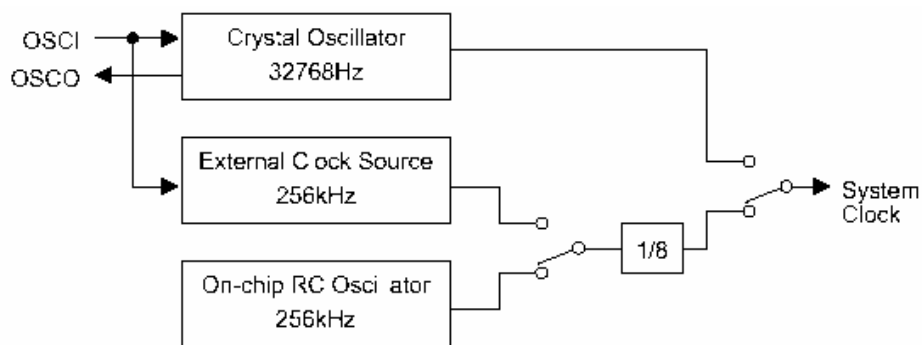 OSCI
OSCO
Crystal Oscillator
32768Hz
External C ock Source
256kHz
On-chip RC Osci ator
256kHz
1/8
System
Clock